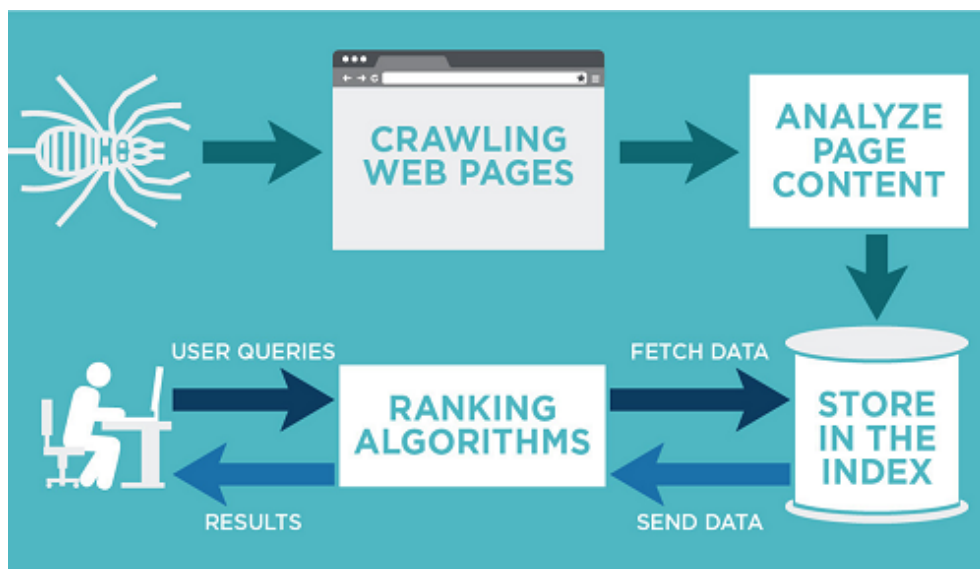 CRAWLING
WEB PAGES
ANALYZE
PAGE
CONTENT
USER QUERIES
FETCH DATA
RANKING
ALGORITHMS
STORE
IN THE
INDEX
RESULTS
SEND DATA